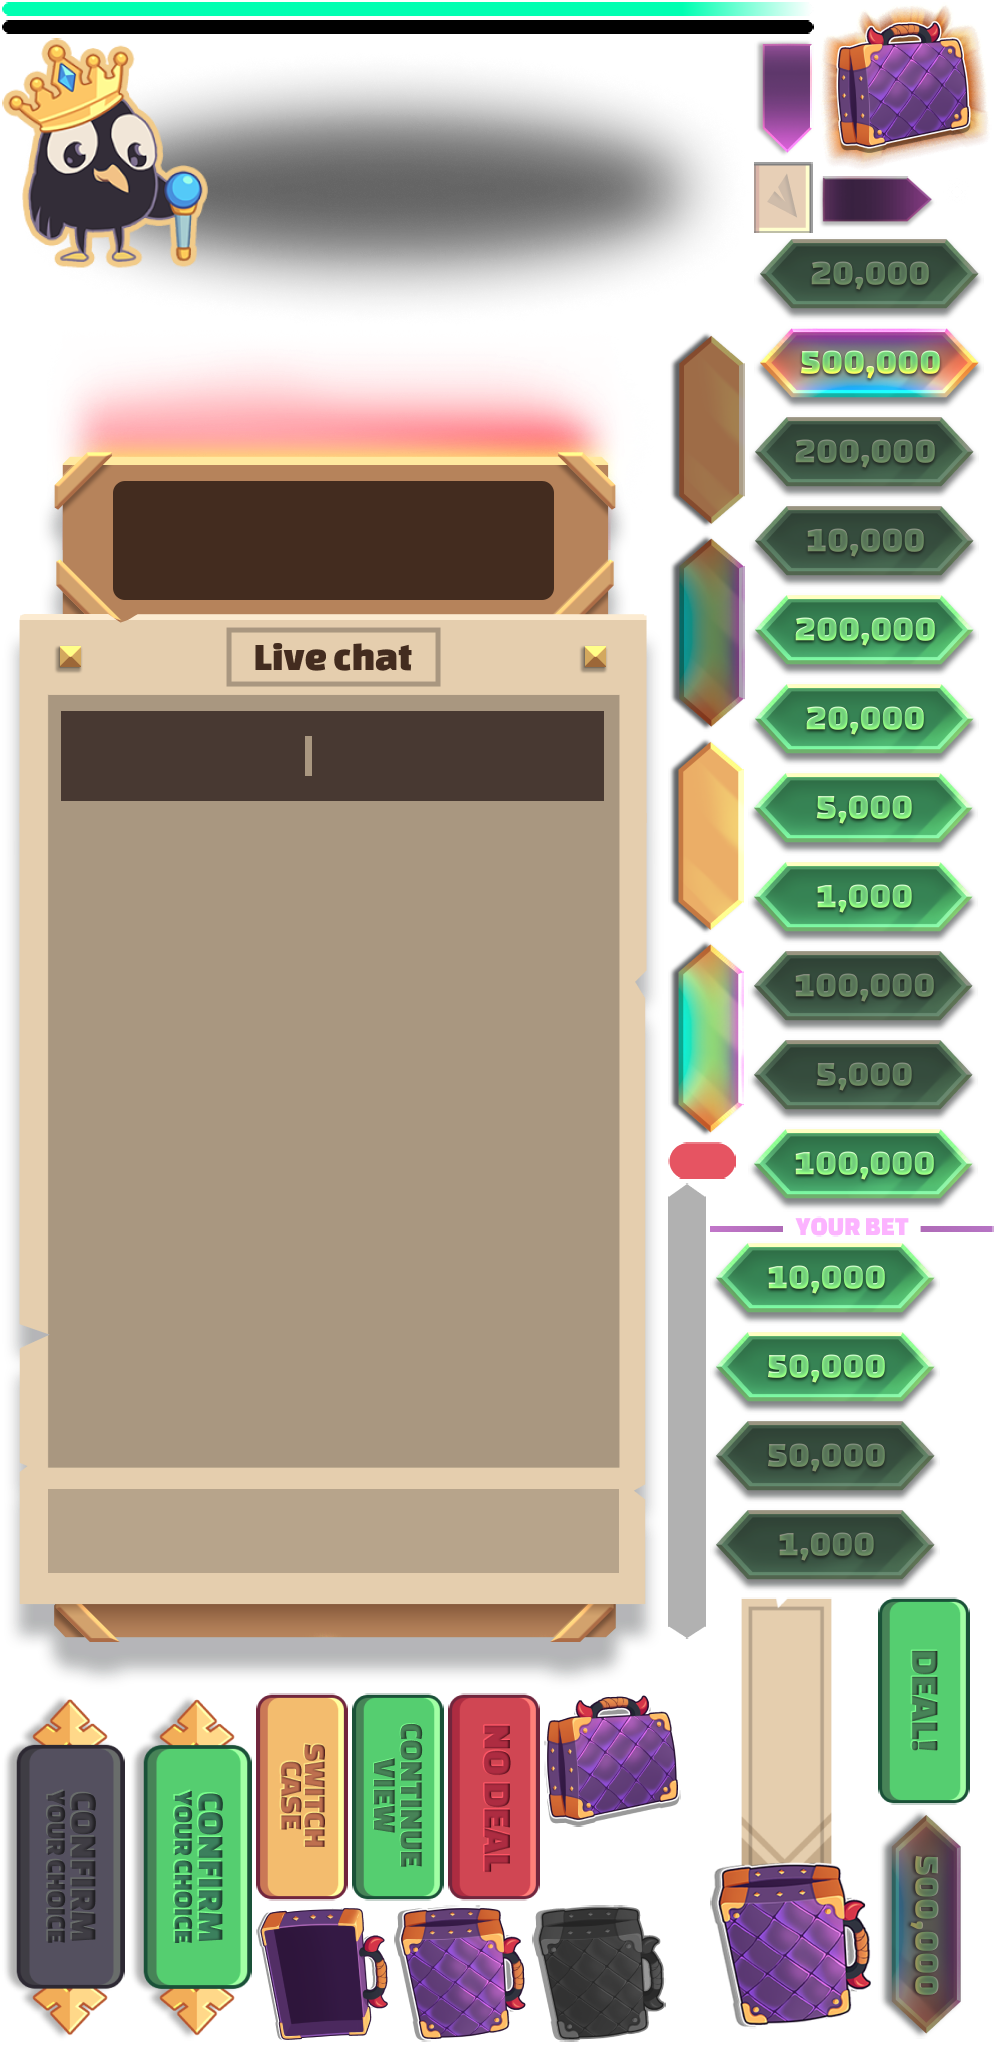 20,000
500,000
200,000
10,000
200,000
Live chat
20,000
5,000
1,000
100,000
5,000
100,000
YOUR BET
10,000
50,000
50,000
1,000
DEAL!
CONFIRM
YOUR CHOICE
CONFIRM
YOUR CHOICE
SWITCH
CASE
CONTINUE
VIEW
NO DEAL
500,000